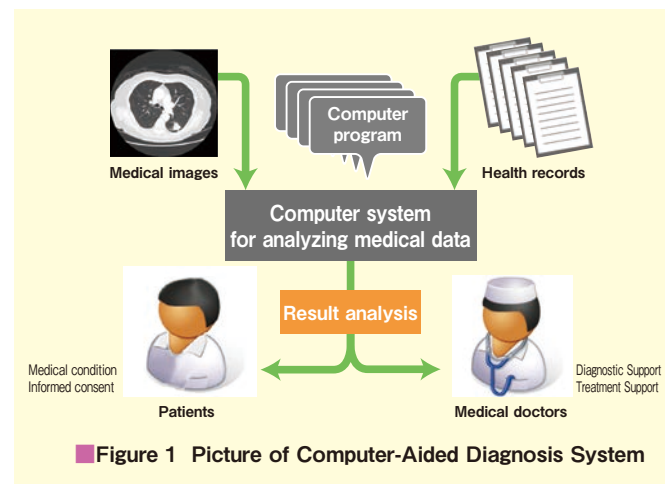 Computer
program
Medical images
Health records
Computer system
for analyzing medical data
Result analysis
Medical condition
Informed consent
Diagnostic Support
Treatment Support
Patients
Medical doctors
Figure 1 Picture of Computer-Aided Diagnosis System